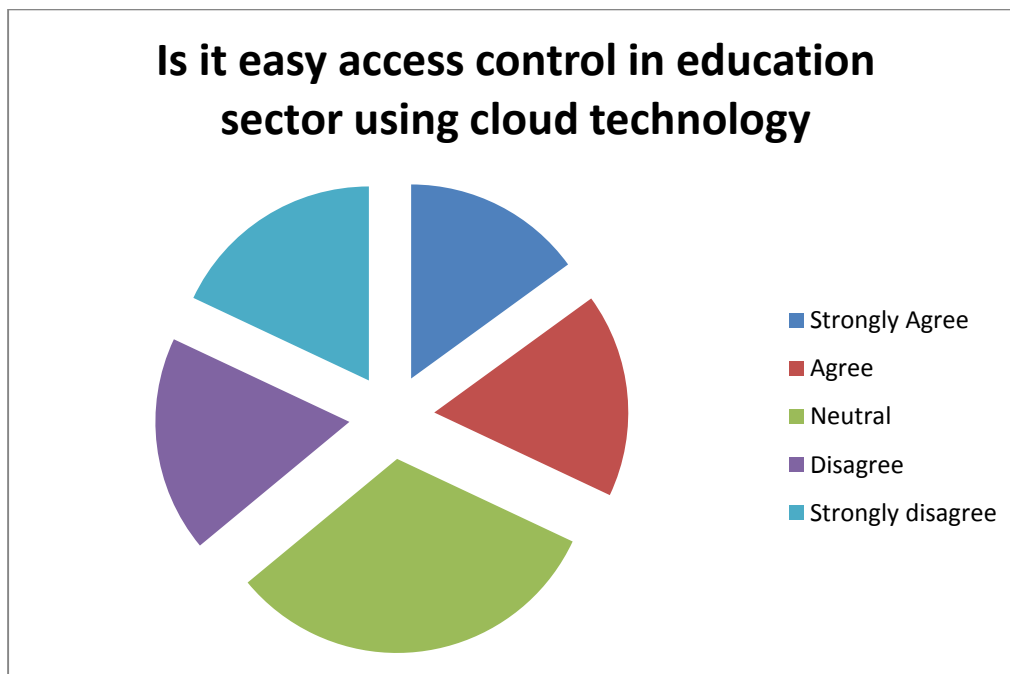 Is it easy access control in education
sector using cloud technology
Strongly Agree
Agree
Neutral
Disagree
Strongly disagree